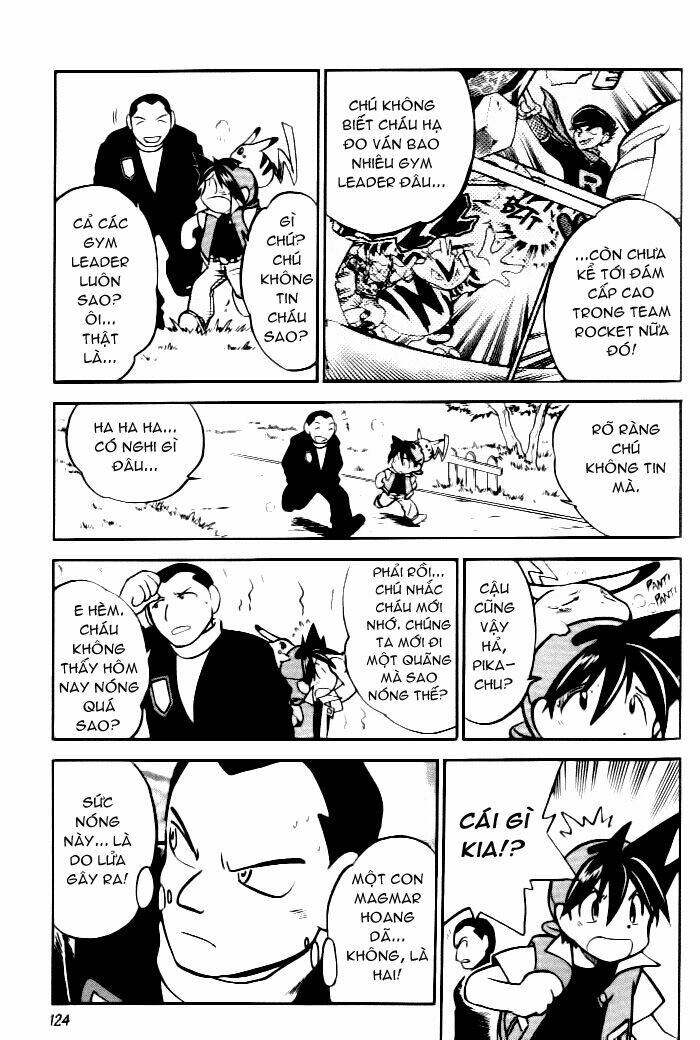 CHÚ KHÔNG
BIẾT CHÁU HẠ
ĐO VÁN BAO
NHIÊU GYM
LEADER ĐÂU...
R
BZZT
...CÒN CHƯA
KỂ TỚI ĐÁM
CẤP CAO
TRONG TEAM
ROCKET NỮA
ĐÓ!
GÌ
CHÚ?
CHÚ
KHÔNG
TIN
CHÁU SAO?
CẢ CÁC
GYM
LEADER
LUÔN
SAO?
ÔI...
THẬT
LÀ...
RÕ RÀNG
CHÚ
KHÔNG TIN
MÀ.
HA HA HA...
CÓ NGHI GÌ
ĐÂU...
PANT!
PANT!
CẬU
CŨNG
VẬY
HẢ,
PIKA-
CHU?
PHẢI RỒI...
CHÚ NHẮC
CHÁU MỚI
NHỚ. CHÚNG
TA MỚI ĐI
MỘT QUÃNG
MÀ SAO
NÓNG THẾ?
E HÈM.
CHÁU
KHÔNG
THẤY HÔM
NAY NÓNG
QUÁ
SAO?
CÁI GÌ
KIA!?
MỘT CON
MAGMAR
HOANG
DÃ...
KHÔNG, LÀ
HAI!
SỨC
NÓNG
NÀY... LÀ
DO LỬA
GÂY RA!
124